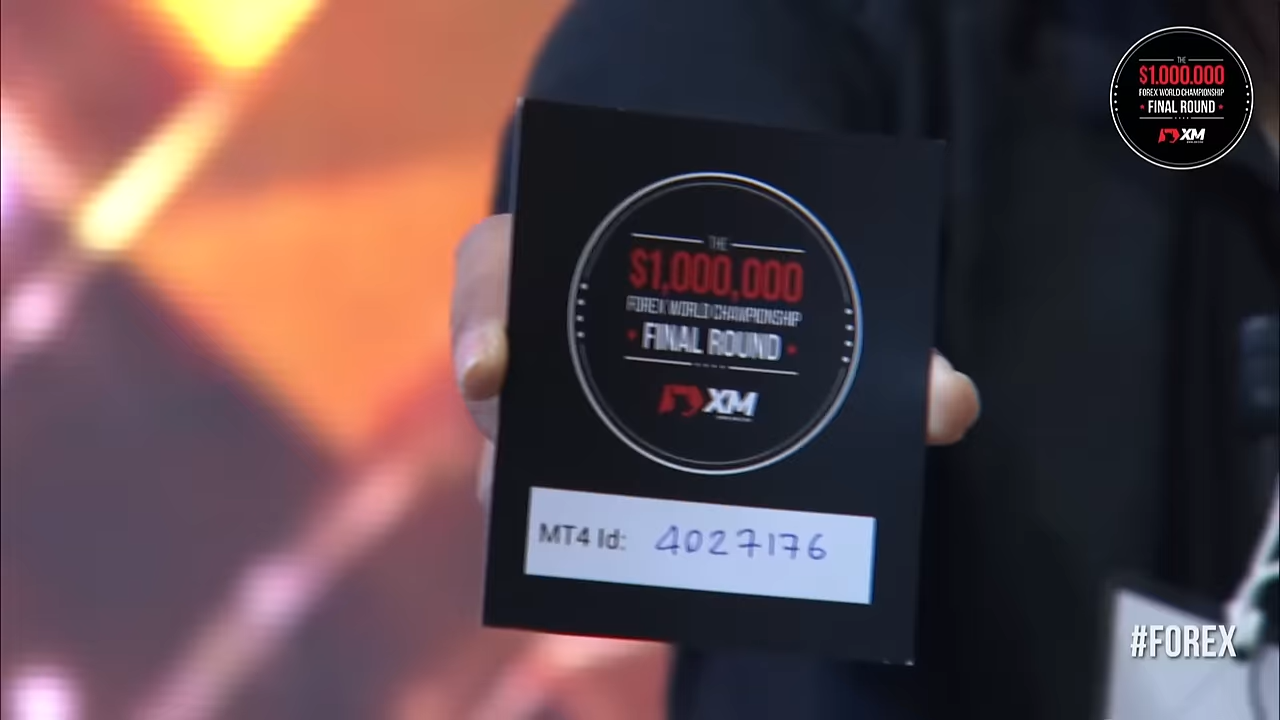 THE
$1,000,000
FOREX WORLD CHAMPIONSHIP
FINAL ROUND
XM
MT4 Id: 4027176
THE
$1.000.000
FOREX WORLD CHAMPIONSHIP
FINAL ROUND
XM
#FOREX